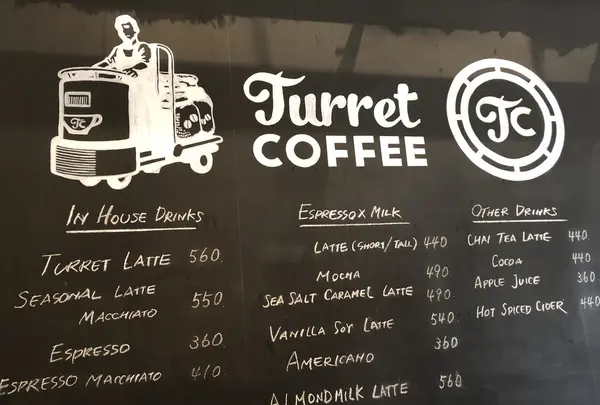 TC
Turret
COFFEE
TC
IN HOUSE DRINKS
TURRET LATTE 560.
SEASONAL LATTE
MACCHIATO 550.
ESPRESSO 360.
ESPRESSO MACCHIATO 410.
ESPRESSO X MILK
LATTE (SHORT/TALL) 440
MOCHA 490.
SEA SALT CARAMEL LATTE 490.
VANILLA SOY LATTE 540.
AMERICANO 360
ALMONDMILK LATTE 560
OTHER DRINKS
CHAI TEA LATTE 440.
COCOA 440.
APPLE JUICE 360
HOT SPICED CIDER 440